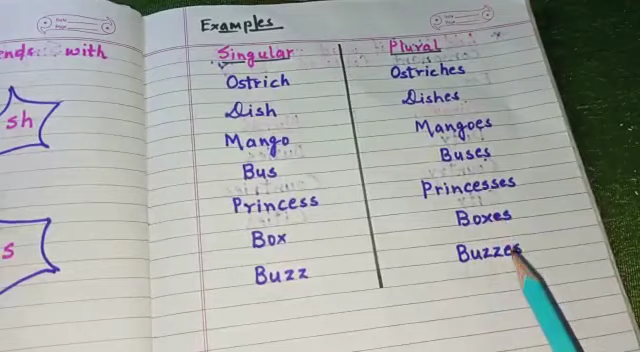 Examples
ends with
Singular Plural
Ostrich Ostriches
sh
Dish Dishes
Mango Mangoes
Bus Buses
Princess Princesses
s
Box Boxes
Buzz Buzzes